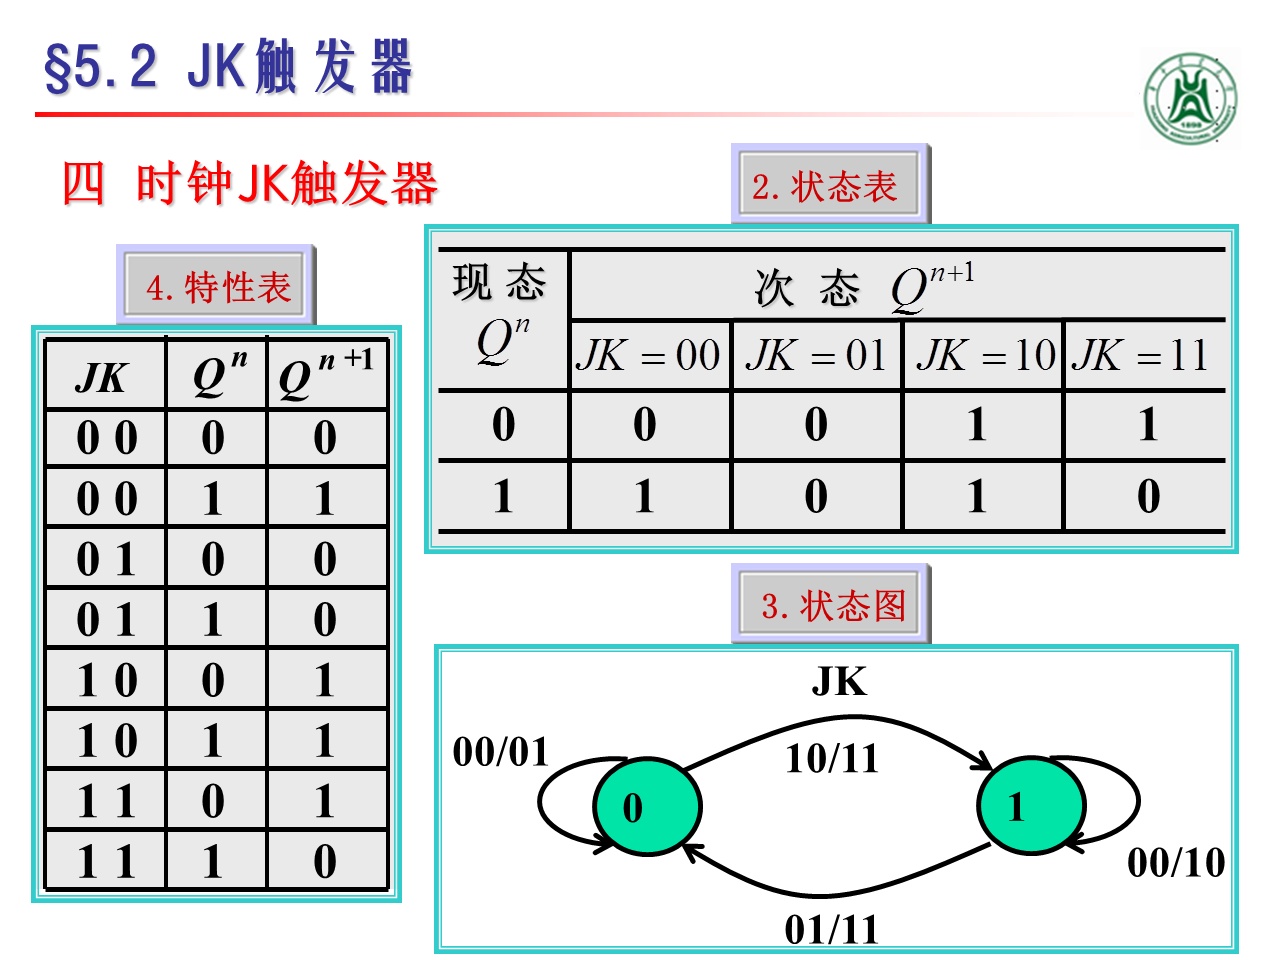 §5.2 JK触发器
四 时钟JK触发器
2.状态表
现态 次态 Qⁿ⁺¹
Qⁿ JK=00 JK=01 JK=10 JK=11
0 0 0 1 1
1 1 0 1 0
4.特性表
JK Qⁿ Qⁿ⁺¹
0 0 0 0
0 0 1 1
0 1 0 0
0 1 1 0
1 0 0 1
1 0 1 1
1 1 0 1
1 1 1 0
3.状态图
JK
00/01
10/11
0
1
00/10
01/11
1898